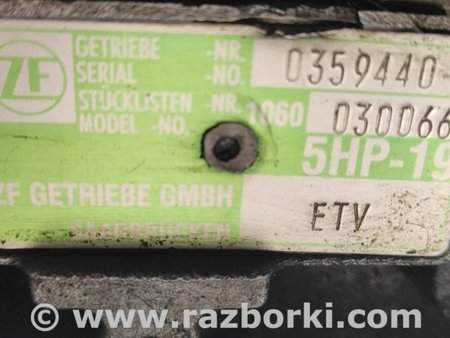 ZF
GETRIEBE -NR.
SERIAL -NO. 0359440
STÜCKLISTEN -NR. 1060 030066
MODEL -NO.
5HP-19
ZF GETRIEBE GMBH
ETV
www.razborki.com